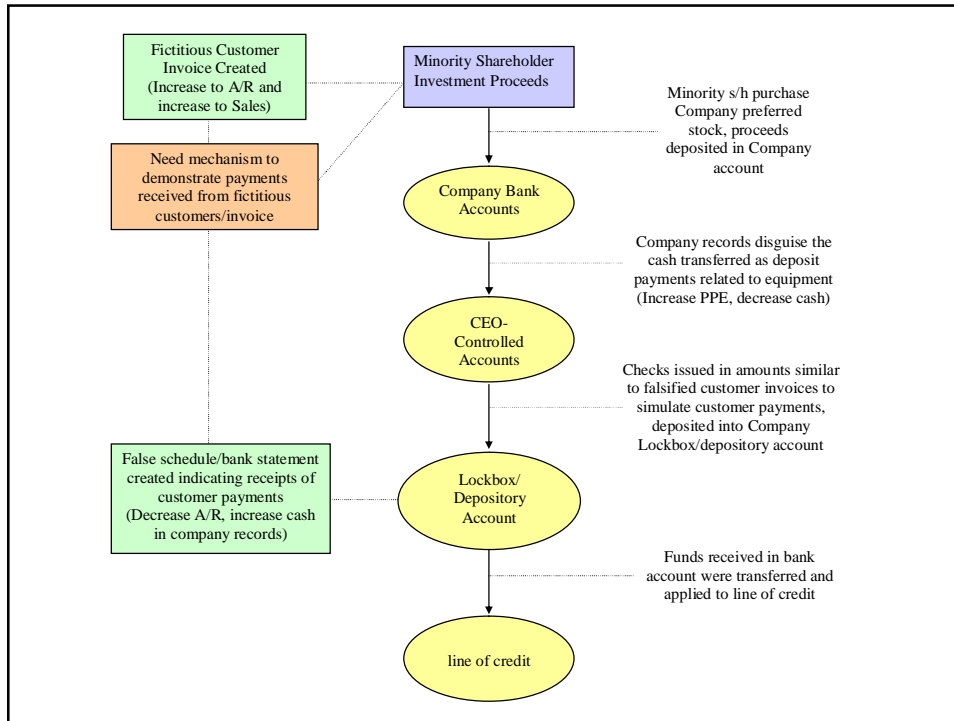 Fictitious Customer
Invoice Created
(Increase to A/R and
increase to Sales)
Minority Shareholder
Investment Proceeds
Minority s/h purchase
Company preferred
stock, proceeds
deposited in Company
account
Need mechanism to
demonstrate payments
received from fictitious
customers/invoice
Company Bank
Accounts
Company records disguise the
cash transferred as deposit
payments related to equipment
(Increase PPE, decrease cash)
CEO-
Controlled
Accounts
Checks issued in amounts similar
to falsified customer invoices to
simulate customer payments,
deposited into Company
Lockbox/depository account
False schedule/bank statement
created indicating receipts of
customer payments
(Decrease A/R, increase cash
in company records)
Lockbox/
Depository
Account
Funds received in bank
account were transferred and
applied to line of credit
line of credit